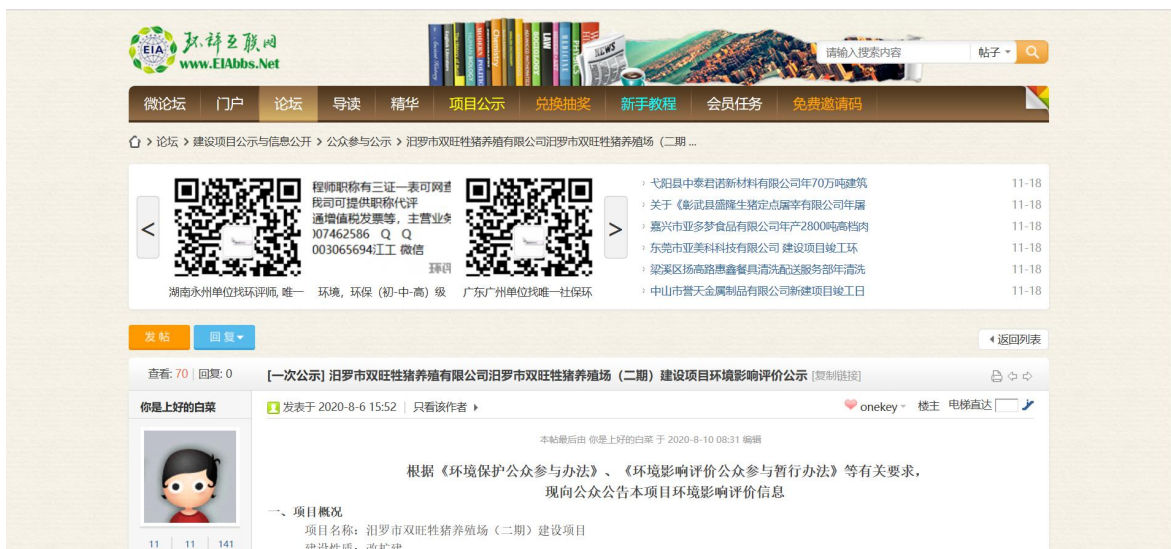 EIA
环评互联网
www.EIAbbs.Net
NEWS
请输入搜索内容
帖子
微论坛 门户 论坛 导读 精华 项目公示 兑换抽奖 新手教程 会员任务 免费邀请码
› 论坛 › 建设项目公示与信息公开 › 公众参与公示 › 汨罗市双旺牲猪养殖有限公司汨罗市双旺牲猪养殖场(二期 ...
<
程师职称有三证一表可网查
我司可提供职称代评
通增值税发票等,主营业务
)07462586 Q Q
003065694江工 微信
>
湖南永州单位找环评师, 唯一
环境,环保(初-中-高)级
广东广州单位找唯一社保环
弋阳县中泰君诺新材料有限公司年70万吨建筑 11-18
关于《彰武县盛隆生猪定点屠宰有限公司年屠 11-18
嘉兴市亚多梦食品有限公司年产2800吨高档肉 11-18
东莞市亚美科科技有限公司 建设项目竣工环 11-18
梁溪区扬高路惠鑫餐具清洗配送服务部年清洗 11-18
中山市誉天金属制品有限公司新建项目竣工日 11-18
发帖 回复 返回列表
查看: 70 | 回复: 0
[一次公示] 汨罗市双旺牲猪养殖有限公司汨罗市双旺牲猪养殖场(二期)建设项目环境影响评价公示 [复制链接]
你是上好的白菜
发表于 2020-8-6 15:52 | 只看该作者
onekey 楼主 电梯直达
本帖最后由 你是上好的白菜 于 2020-8-10 08:31 编辑
根据《环境保护公众参与办法》、《环境影响评价公众参与暂行办法》等有关要求,
现向公众公告本项目环境影响评价信息
一、项目概况
项目名称:汨罗市双旺牲猪养殖场(二期)建设项目
建设性质:改扩建
11 | 11 | 141